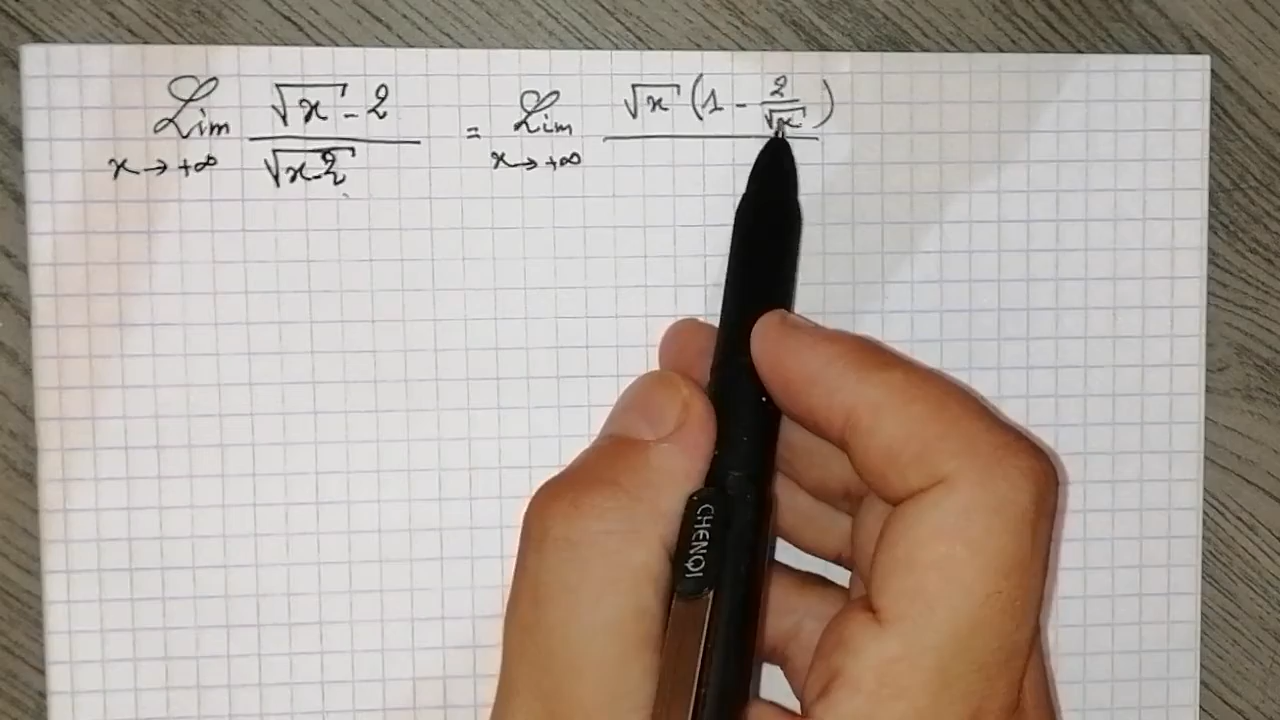 Lim x→+∞ (√x - 2) / √(x-2) = Lim x→+∞ √x (1 - 2/√x)
CHENQI